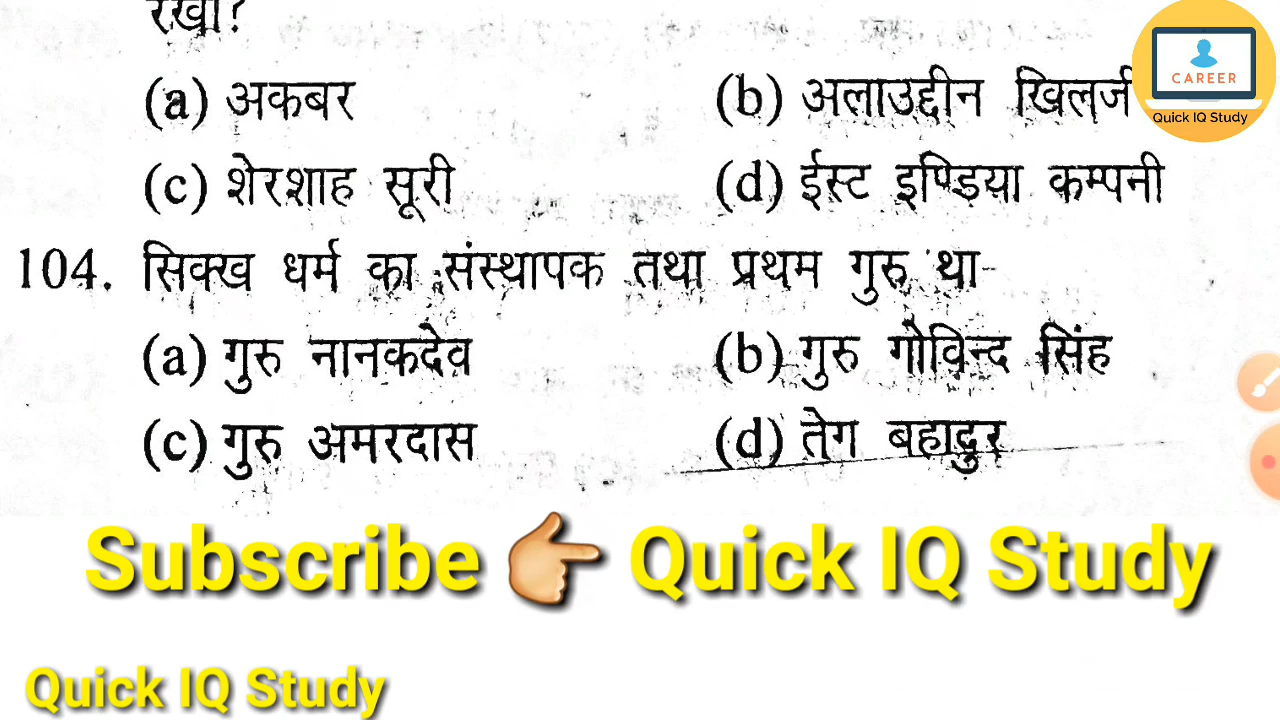 रखा?
(a) अकबर (b) अलाउद्दीन खिलजी
(c) शेरशाह सूरी (d) ईस्ट इण्डिया कम्पनी
104. सिक्ख धर्म का संस्थापक तथा प्रथम गुरु था-
(a) गुरु नानकदेव (b) गुरु गोविन्द सिंह
(c) गुरु अमरदास (d) तेग बहादुर
CAREER
Quick IQ Study
Subscribe 👉 Quick IQ Study
Quick IQ Study